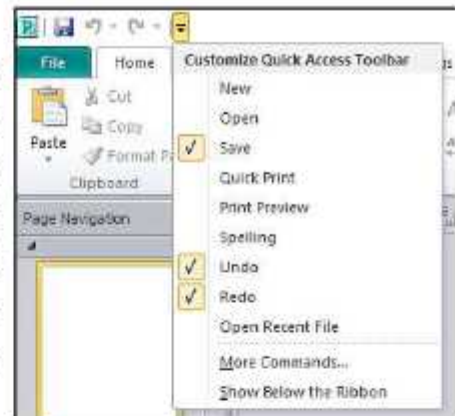 P
File Home Customize Quick Access Toolbar
New
Cut
Open
Copy
Save
Paste
Format
Quick Print
Clipboard
Print Preview
Page Navigation
Spelling
Undo
Redo
Open Recent File
More Commands...
Show Below the Ribbon